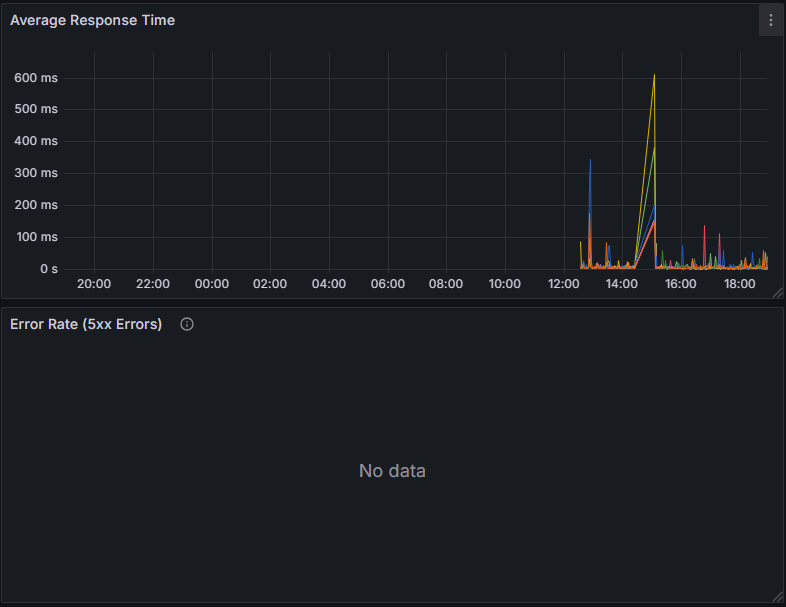 Average Response Time
600 ms
500 ms
400 ms
300 ms
200 ms
100 ms
0 s
20:00 22:00 00:00 02:00 04:00 06:00 08:00 10:00 12:00 14:00 16:00 18:00
Error Rate (5xx Errors)
No data